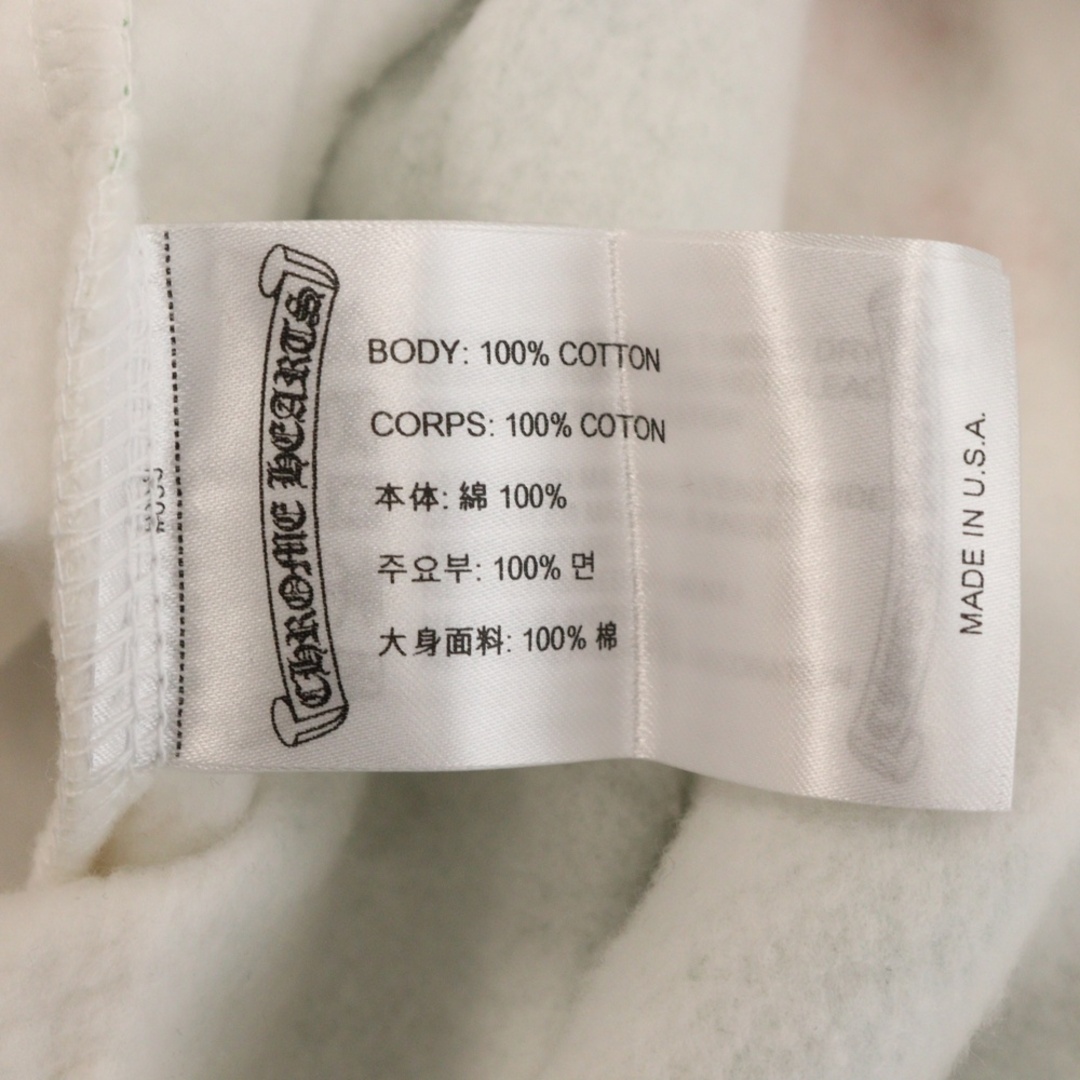 CHROME HEARTS
BODY: 100% COTTON
CORPS: 100% COTON
本体: 綿 100%
주요부: 100% 면
大身面料: 100% 棉
MADE IN U.S.A.